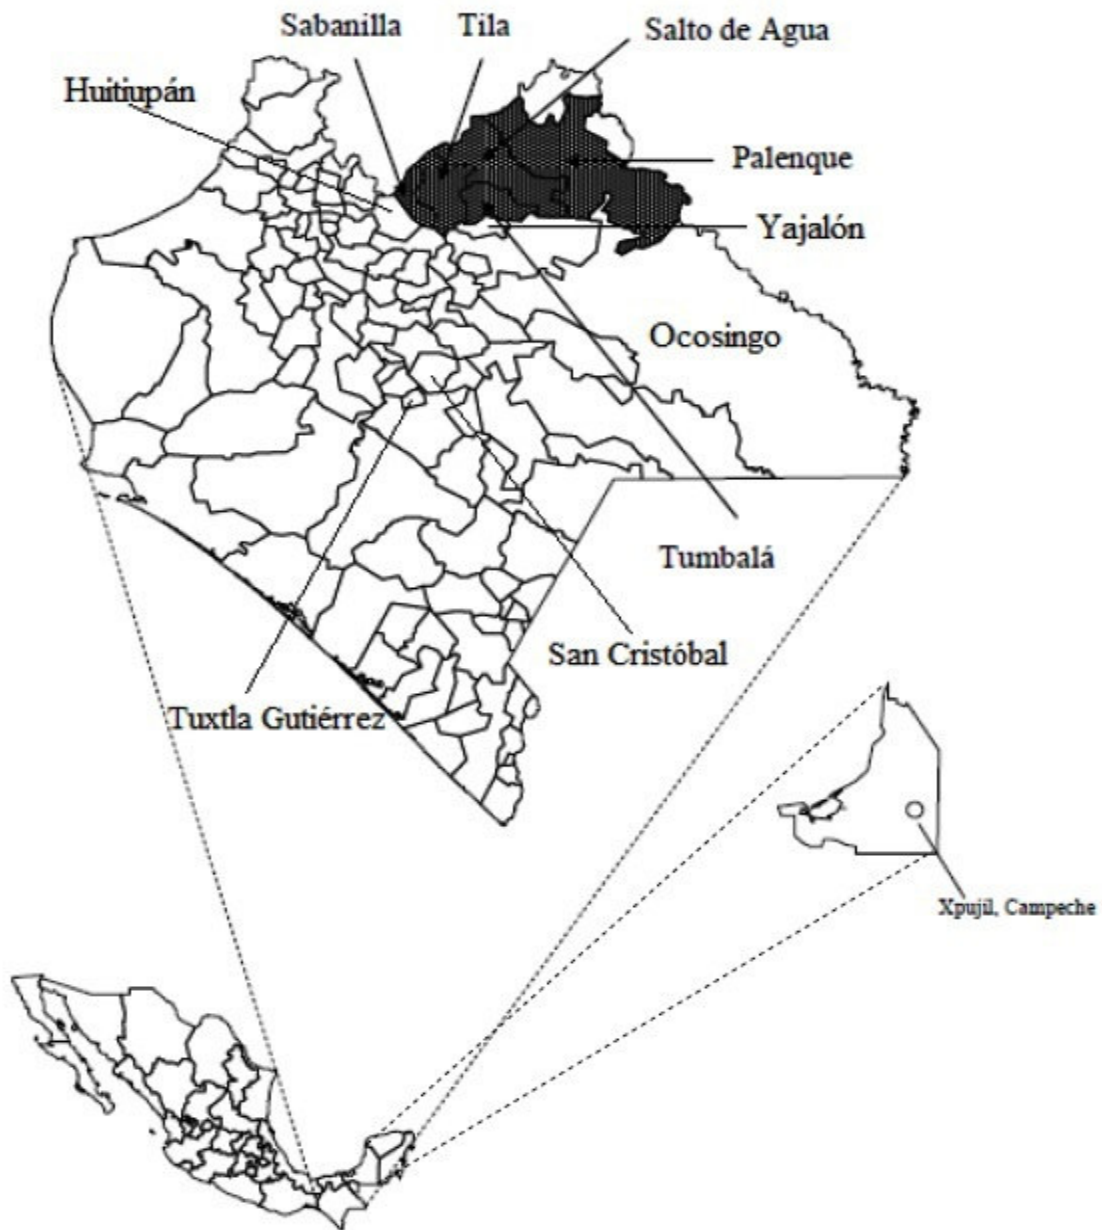 Sabanilla
Tila
Salto de Agua
Huitiupán
Palenque
Yajalón
Ocosingo
Tumbalá
San Cristóbal
Tuxtla Gutiérrez
Xpujil, Campeche